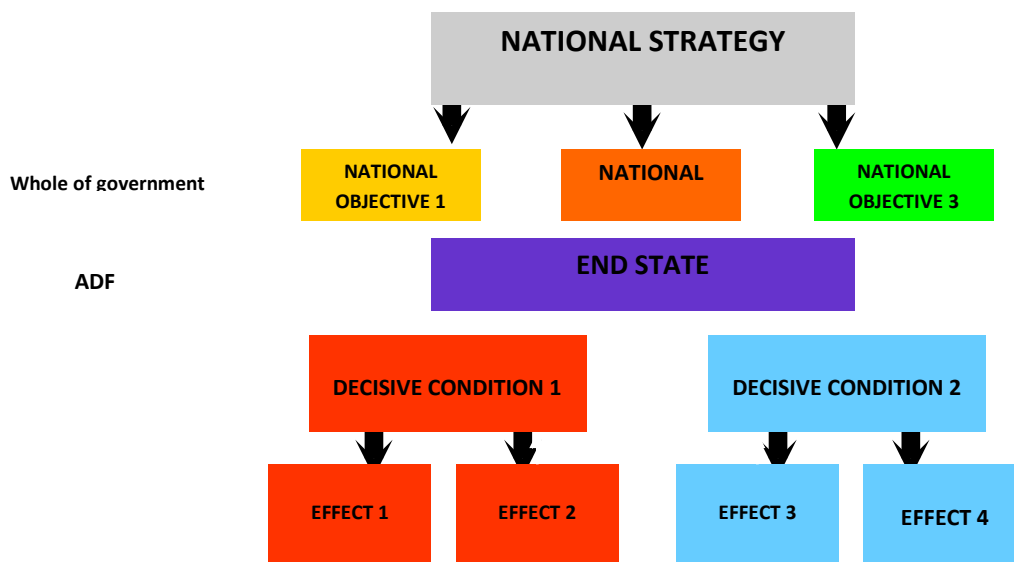 NATIONAL STRATEGY
Whole of government
NATIONAL
OBJECTIVE 1
NATIONAL
NATIONAL
OBJECTIVE 3
ADF
END STATE
DECISIVE CONDITION 1
DECISIVE CONDITION 2
EFFECT 1
EFFECT 2
EFFECT 3
EFFECT 4